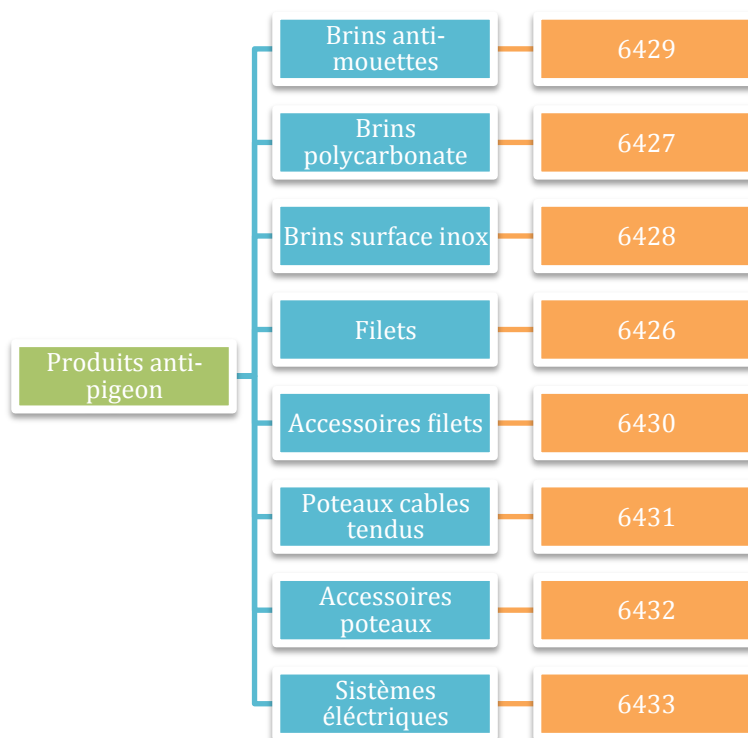 Brins anti-
mouettes
6429
Brins
polycarbonate
6427
Brins surface inox
6428
Filets
6426
Produits anti-
pigeon
Accessoires filets
6430
Poteaux cables
tendus
6431
Accessoires
poteaux
6432
Sistèmes
éléctriques
6433